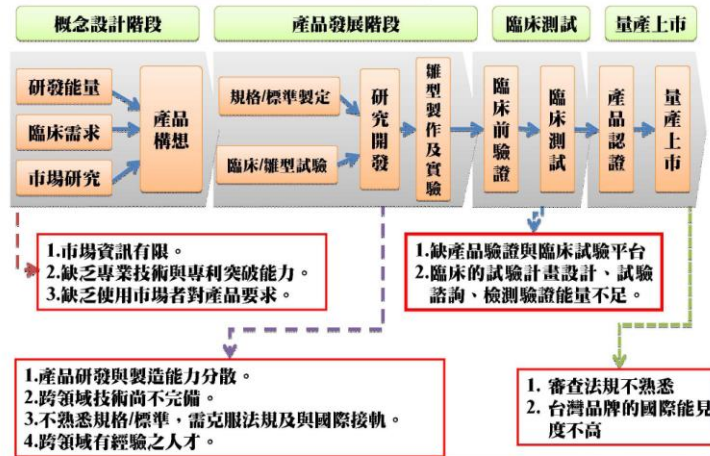 概念設計階段
產品發展階段
臨床測試
量產上市
研發能量
臨床需求
市場研究
產品構想
規格/標準製定
臨床/雛型試驗
研究開發
雛型製作及實驗
臨床前驗證
臨床測試
產品認證
量產上市
1.市場資訊有限。
2.缺乏專業技術與專利突破能力。
3.缺乏使用市場者對產品要求。
1.缺產品驗證與臨床試驗平台
2.臨床的試驗計畫設計、試驗
諮詢、檢測驗證能量不足。
1.產品研發與製造能力分散。
2.跨領域技術尚不完備。
3.不熟悉規格/標準，需克服法規及與國際接軌。
4.跨領域有經驗之人才。
1. 審查法規不熟悉
2. 台灣品牌的國際能見
度不高